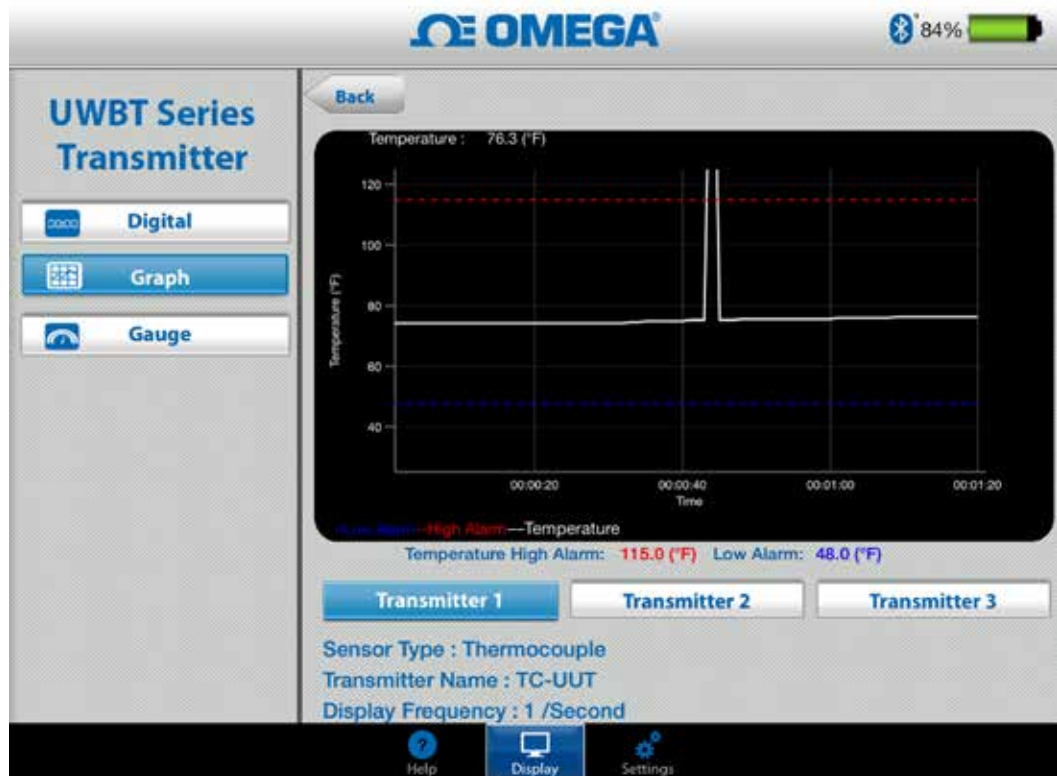 OMEGA®
84%
UWBT Series
Transmitter
Digital
Graph
Gauge
Back
Temperature : 76.3 (°F)
120
100
80
60
40
Temperature (°F)
00:00:20
00:00:40
00:01:00
00:01:20
Time
--Low Alarm--High Alarm—Temperature
Temperature High Alarm: 115.0 (°F) Low Alarm: 48.0 (°F)
Transmitter 1
Transmitter 2
Transmitter 3
Sensor Type : Thermocouple
Transmitter Name : TC-UUT
Display Frequency : 1 /Second
Help
Display
Settings